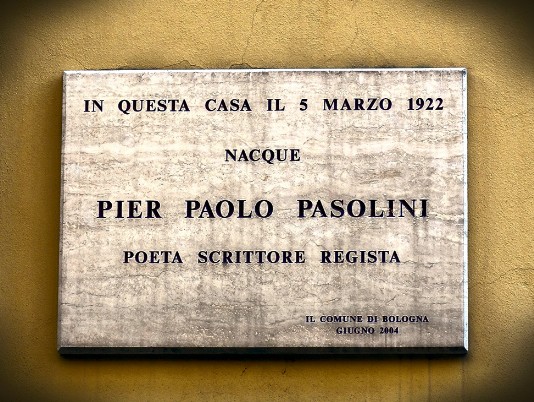 IN QUESTA CASA IL 5 MARZO 1922
NACQUE
PIER PAOLO PASOLINI
POETA SCRITTORE REGISTA
IL COMUNE DI BOLOGNA
GIUGNO 2004